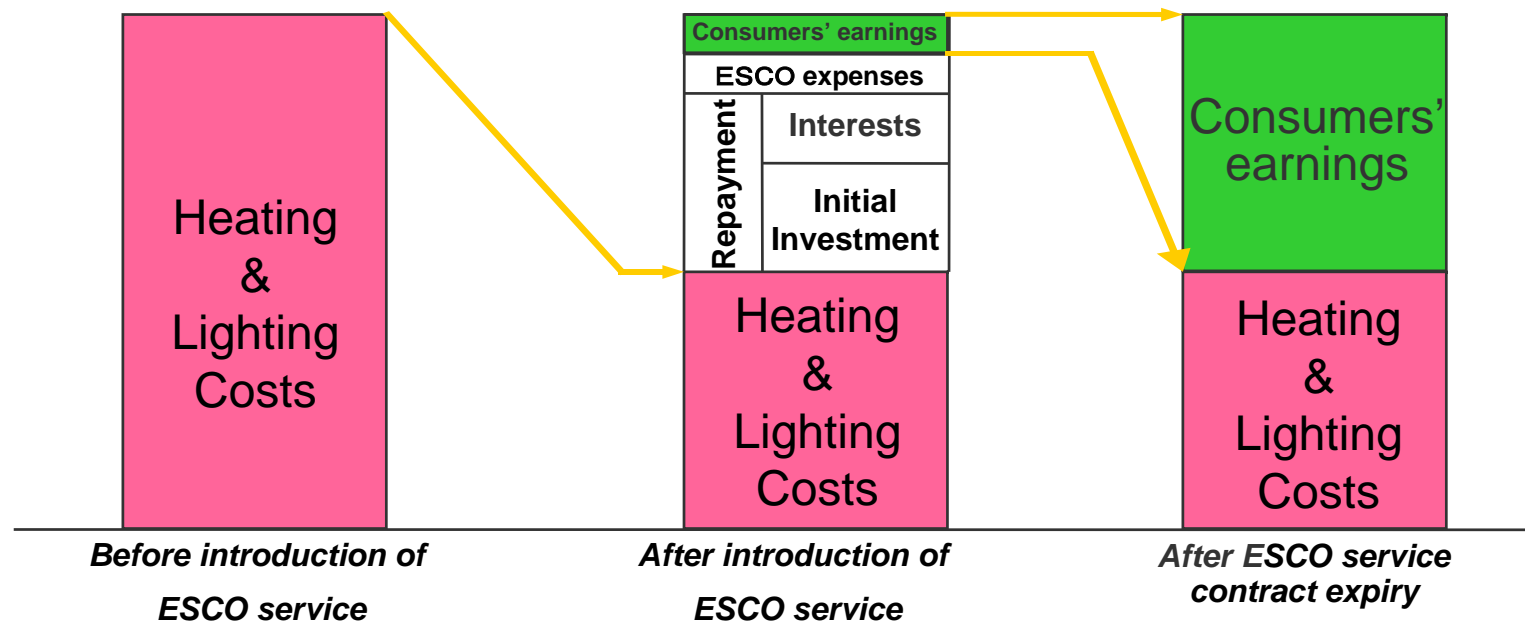 Heating
&
Lighting
Costs
Before introduction of
ESCO service
Consumers’ earnings
ESCO expenses
Repayment
Interests
Initial
Investment
Heating
&
Lighting
Costs
After introduction of
ESCO service
Consumers’
earnings
Heating
&
Lighting
Costs
After ESCO service
contract expiry